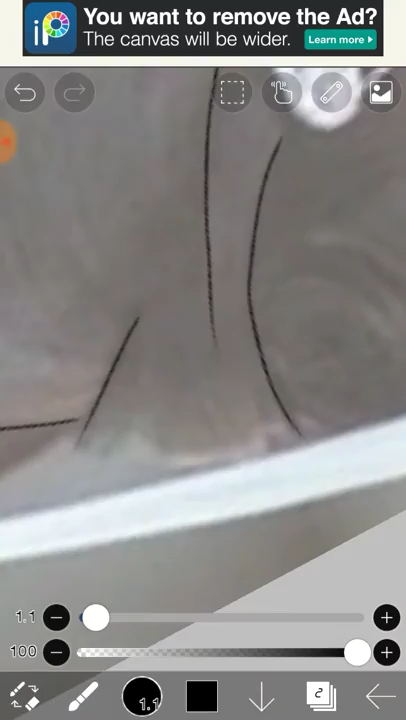 iP
You want to remove the Ad?
The canvas will be wider.
Learn more ▸
1.1
100
1.1
2